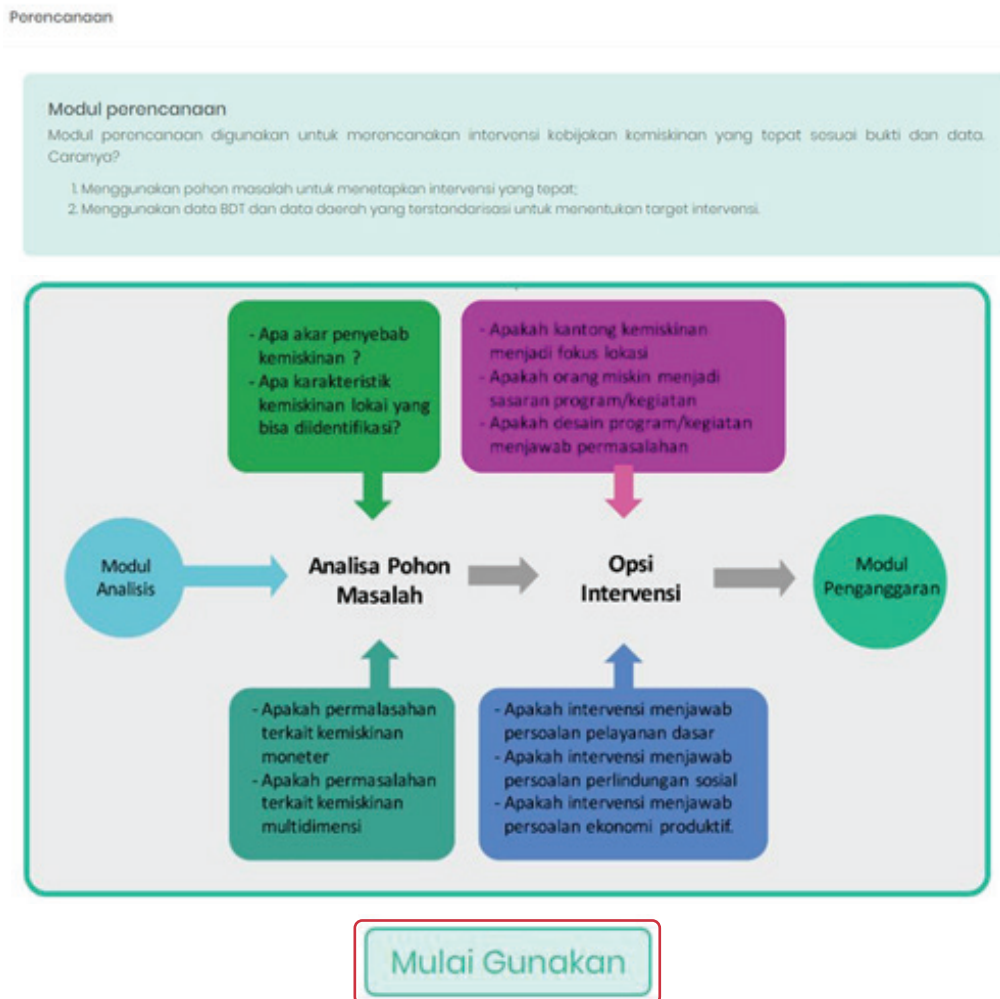 Perencanaan
Modul perencanaan
Modul perencanaan digunakan untuk merencanakan intervensi kebijakan kemiskinan yang tepat sesuai bukti dan data.
Caranya?
1. Menggunakan pohon masalah untuk menetapkan intervensi yang tepat;
2. Menggunakan data BDT dan data daerah yang terstandarisasi untuk menentukan target intervensi.
- Apa akar penyebab
kemiskinan ?
- Apa karakteristik
kemiskinan lokai yang
bisa diidentifikasi?
- Apakah kantong kemiskinan
menjadi fokus lokasi
- Apakah orang miskin menjadi
sasaran program/kegiatan
- Apakah desain program/kegiatan
menjawab permasalahan
Modul
Analisis
Analisa Pohon
Masalah
Opsi
Intervensi
Modul
Penganggaran
- Apakah permalasahan
terkait kemiskinan
moneter
- Apakah permasalahan
terkait kemiskinan
multidimensi
- Apakah intervensi menjawab
persoalan pelayanan dasar
- Apakah intervensi menjawab
persoalan perlindungan sosial
- Apakah intervensi menjawab
persoalan ekonomi produktif.
Mulai Gunakan